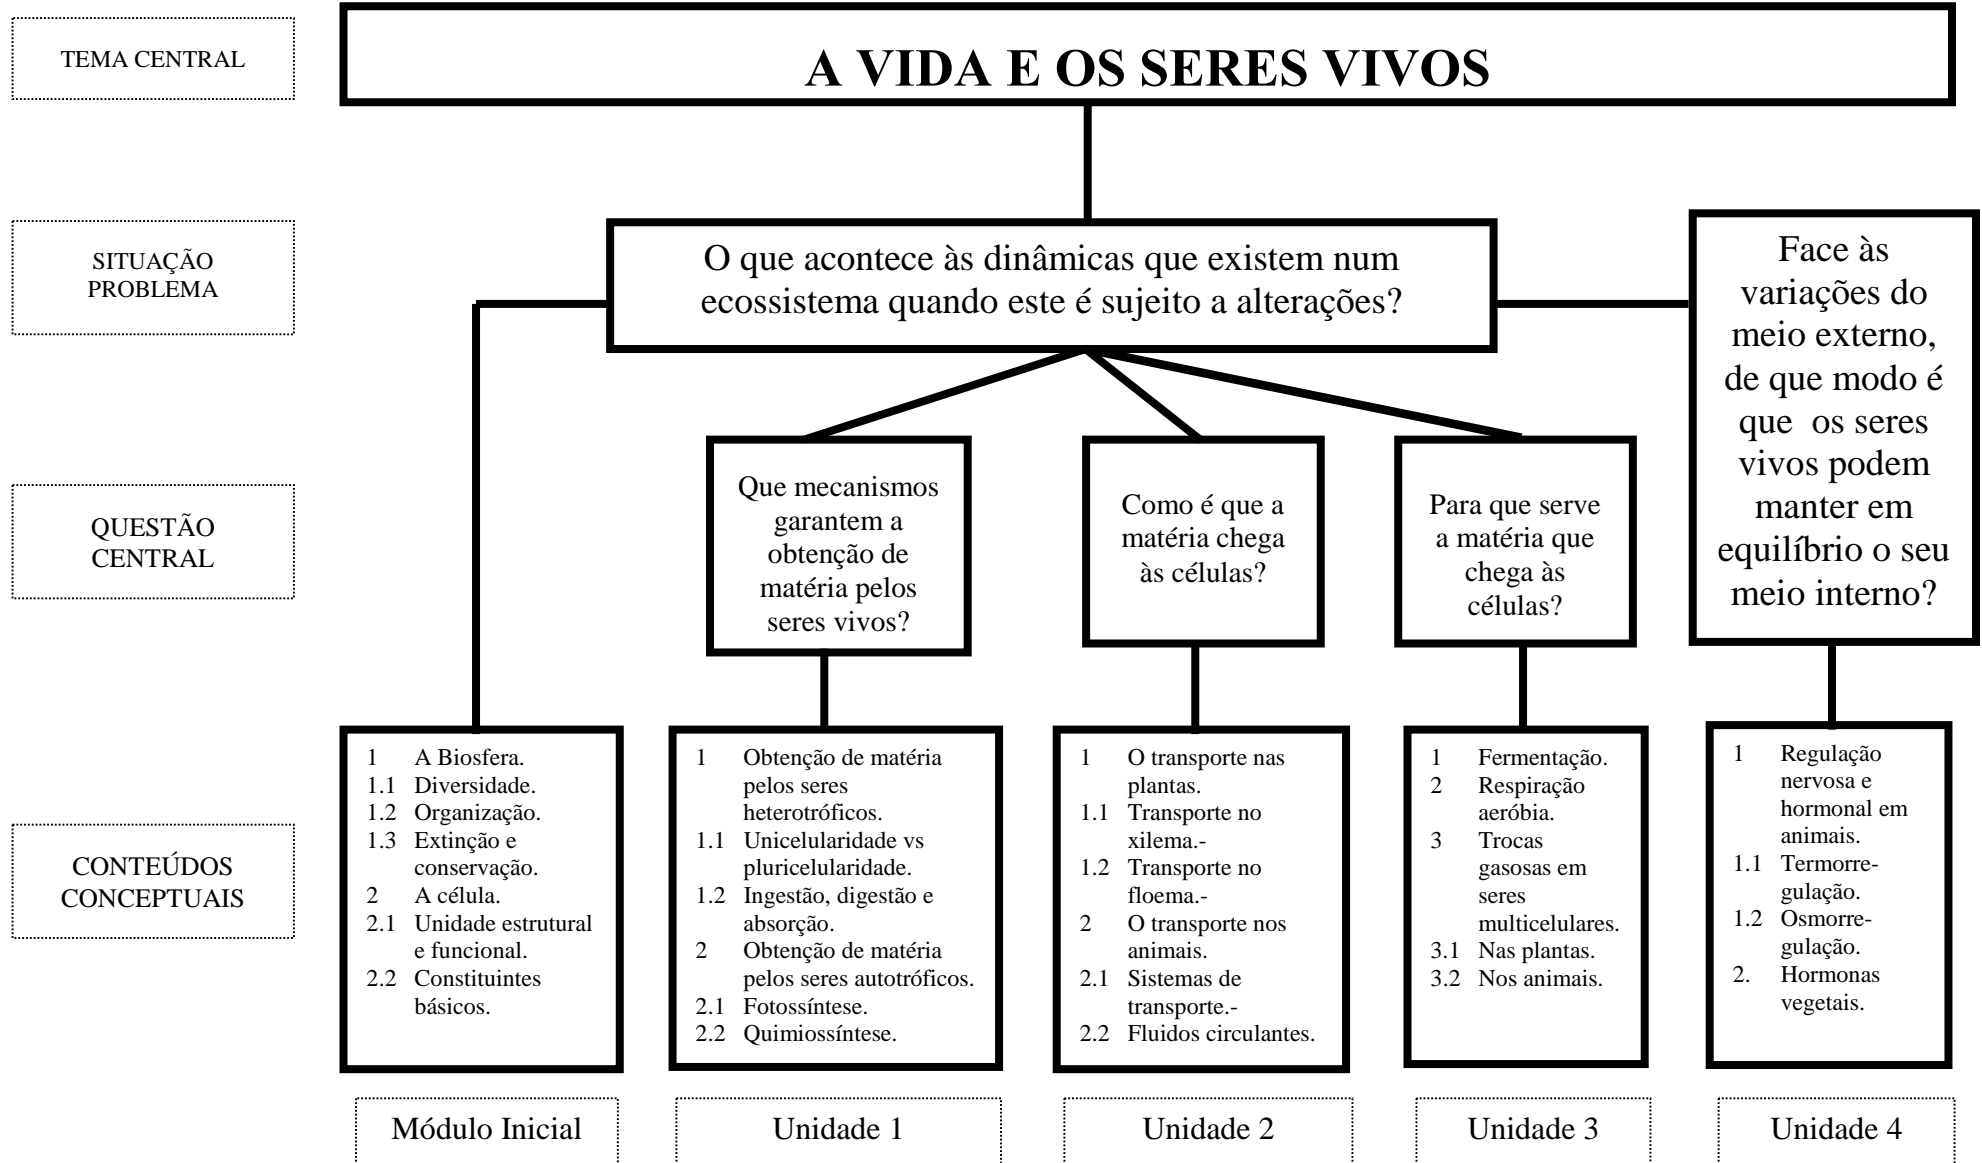 TEMA CENTRAL
A VIDA E OS SERES VIVOS
SITUAÇÃO
PROBLEMA
O que acontece às dinâmicas que existem num
ecossistema quando este é sujeito a alterações?
Face às
variações do
meio externo,
de que modo é
que os seres
vivos podem
manter em
equilíbrio o seu
meio interno?
QUESTÃO
CENTRAL
Que mecanismos
garantem a
obtenção de
matéria pelos
seres vivos?
Como é que a
matéria chega
às células?
Para que serve
a matéria que
chega às
células?
CONTEÚDOS
CONCEPTUAIS
1 A Biosfera.
1.1 Diversidade.
1.2 Organização.
1.3 Extinção e
conservação.
2 A célula.
2.1 Unidade estrutural
e funcional.
2.2 Constituintes
básicos.
1 Obtenção de matéria
pelos seres
heterotróficos.
1.1 Unicelularidade vs
pluricelularidade.
1.2 Ingestão, digestão e
absorção.
2 Obtenção de matéria
pelos seres autotróficos.
2.1 Fotossíntese.
2.2 Quimiossíntese.
1 O transporte nas
plantas.
1.1 Transporte no
xilema.-
1.2 Transporte no
floema.-
2 O transporte nos
animais.
2.1 Sistemas de
transporte.-
2.2 Fluidos circulantes.
1 Fermentação.
2 Respiração
aeróbia.
3 Trocas
gasosas em
seres
multicelulares.
3.1 Nas plantas.
3.2 Nos animais.
1 Regulação
nervosa e
hormonal em
animais.
1.1 Termorre-
gulação.
1.2 Osmorre-
gulação.
2. Hormonas
vegetais.
Módulo Inicial
Unidade 1
Unidade 2
Unidade 3
Unidade 4